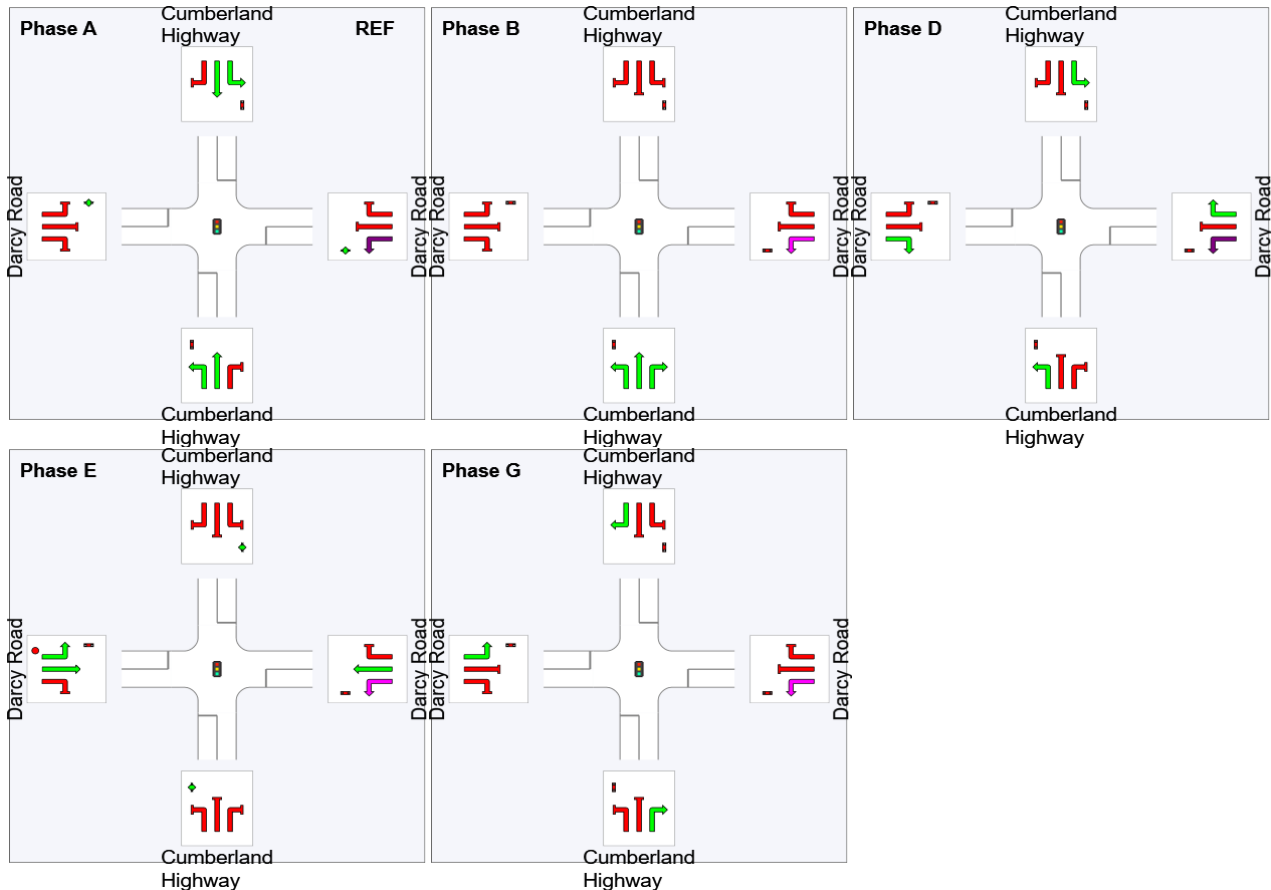 Phase A
REF
Cumberland
Highway
Darcy Road
Darcy Road
Cumberland
Highway
Phase B
Cumberland
Highway
Darcy Road
Darcy Road
Cumberland
Highway
Phase D
Cumberland
Highway
Darcy Road
Darcy Road
Cumberland
Highway
Phase E
Cumberland
Highway
Darcy Road
Darcy Road
Cumberland
Highway
Phase G
Cumberland
Highway
Darcy Road
Darcy Road
Cumberland
Highway